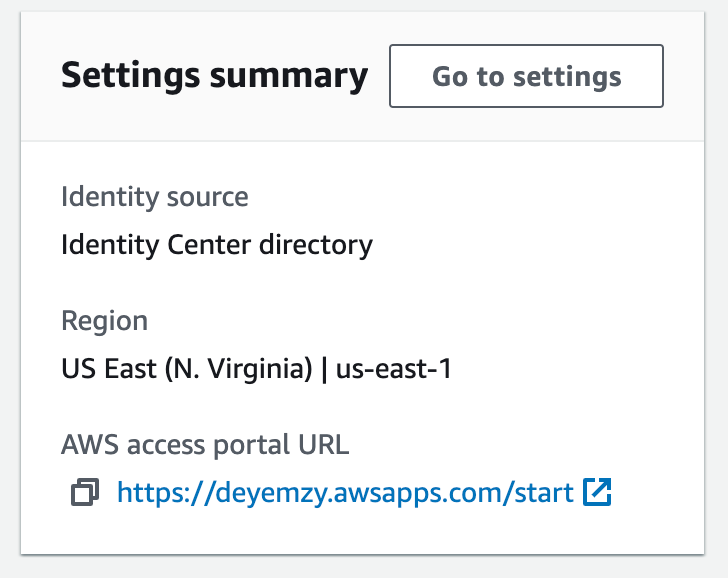 Settings summary
Go to settings
Identity source
Identity Center directory
Region
US East (N. Virginia) | us-east-1
AWS access portal URL
https://deyemzy.awsapps.com/start